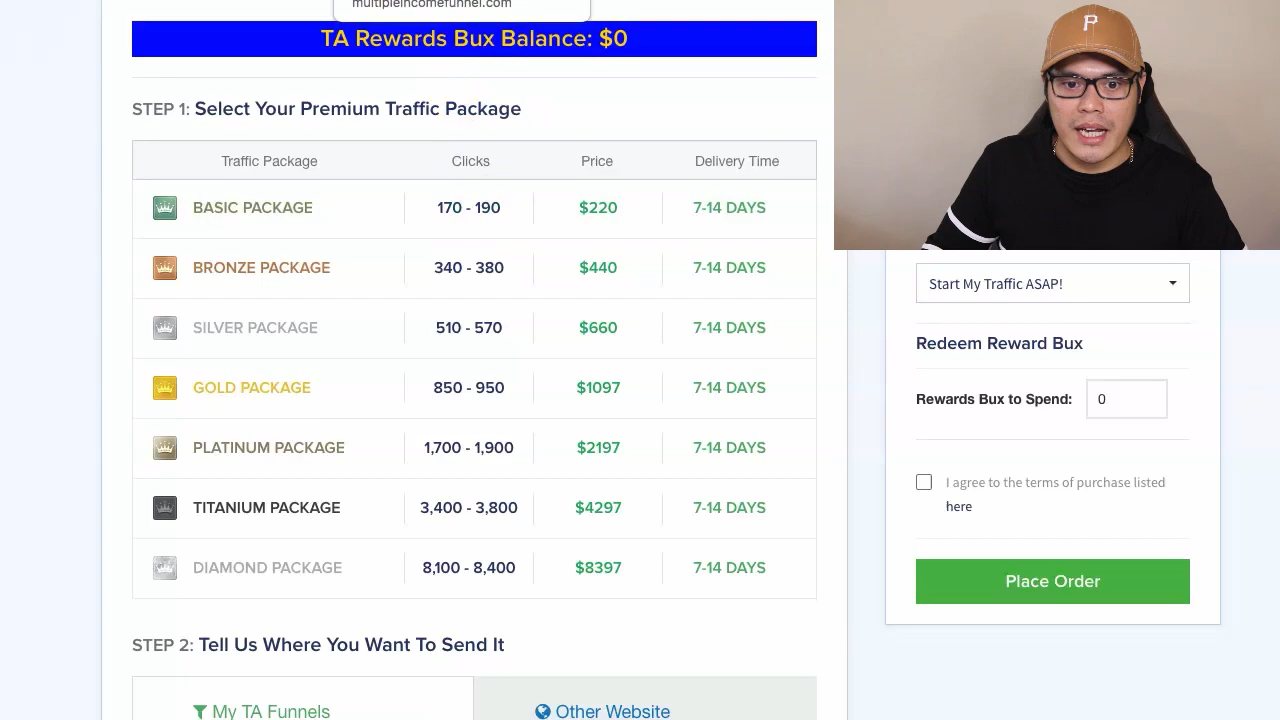 multipleincomefunnel.com
TA Rewards Bux Balance: $0
STEP 1: Select Your Premium Traffic Package
Traffic Package Clicks Price Delivery Time
BASIC PACKAGE 170 - 190 $220 7-14 DAYS
BRONZE PACKAGE 340 - 380 $440 7-14 DAYS
SILVER PACKAGE 510 - 570 $660 7-14 DAYS
GOLD PACKAGE 850 - 950 $1097 7-14 DAYS
PLATINUM PACKAGE 1,700 - 1,900 $2197 7-14 DAYS
TITANIUM PACKAGE 3,400 - 3,800 $4297 7-14 DAYS
DIAMOND PACKAGE 8,100 - 8,400 $8397 7-14 DAYS
STEP 2: Tell Us Where You Want To Send It
My TA Funnels Other Website
P
Start My Traffic ASAP!
Redeem Reward Bux
Rewards Bux to Spend: 0
I agree to the terms of purchase listed
here
Place Order